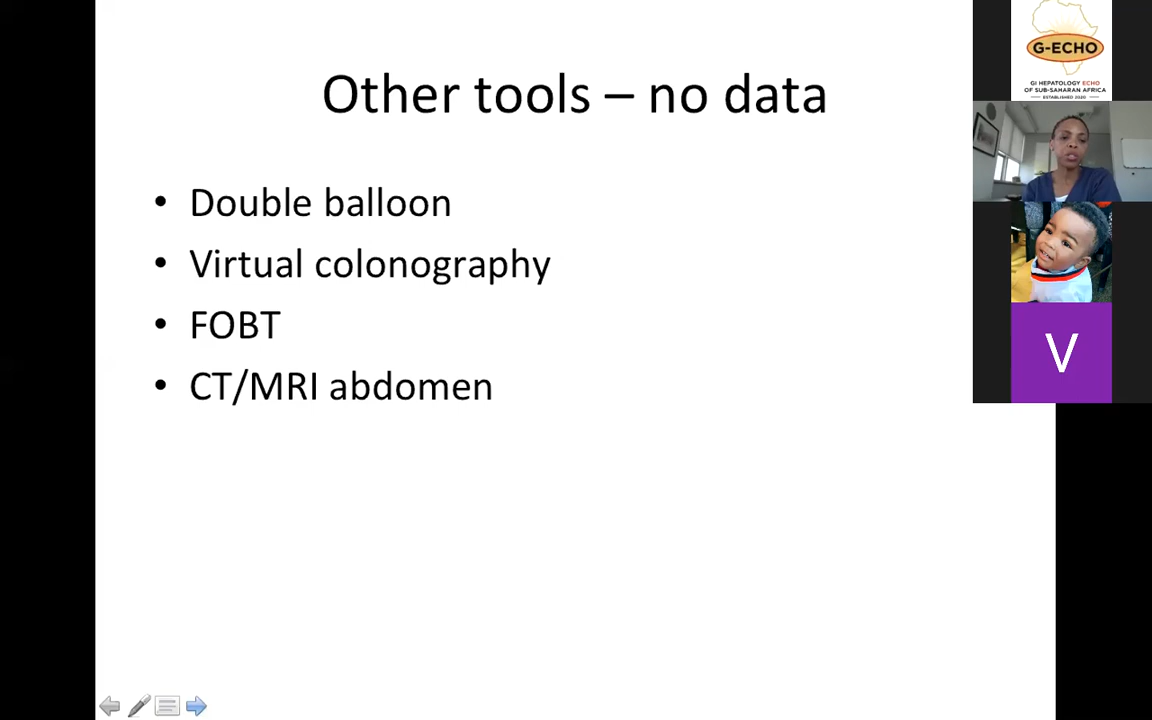 Other tools – no data
• Double balloon
• Virtual colonography
• FOBT
• CT/MRI abdomen
G-ECHO
GI HEPATOLOGY ECHO
OF SUB-SAHARAN AFRICA
ESTABLISHED 2020
V